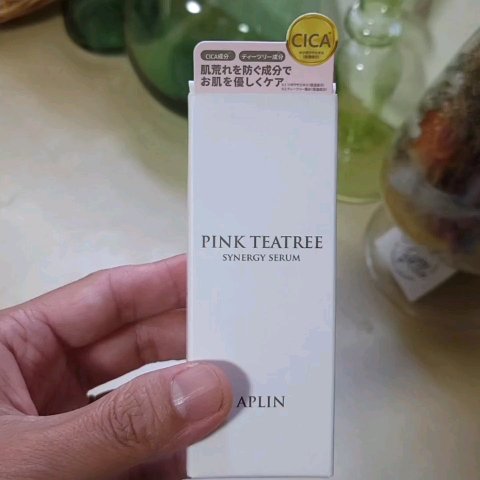 CICA成分 ティーツリー成分
肌荒れを防ぐ成分で
お肌を優しくケア
CICA
PINK TEATREE
SYNERGY SERUM
APLIN